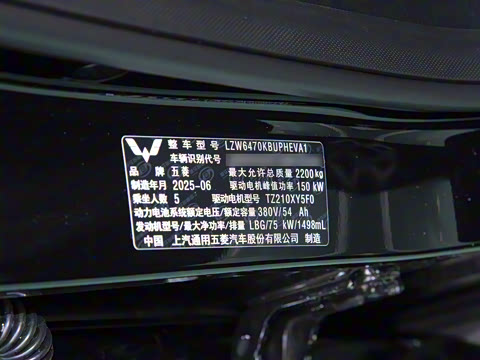 整车型号 LZW6470KBUPHEVA1
车辆识别代号
品牌 五菱 最大允许总质量 2200kg
制造年月 2025-06 驱动电机峰值功率 150kW
乘坐人数 5 驱动电机型号 TZ210XY5F0
动力电池系统额定电压/额定容量 380V/54 Ah
发动机型号/最大净功率/排量 LBG/75 kW/1498mL
中国 上汽通用五菱汽车股份有限公司 制造